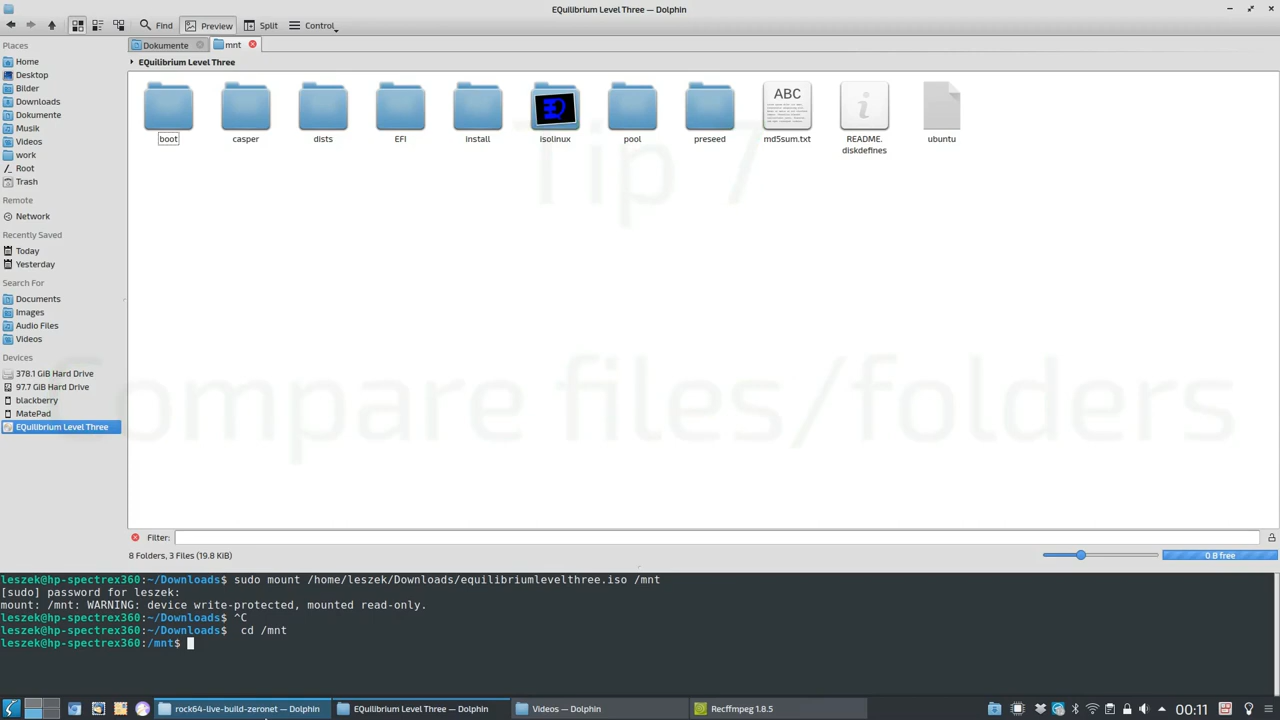 EQuilibrium Level Three — Dolphin
Find
Preview
Split
Control
Places
Home
Desktop
Bilder
Downloads
Dokumente
Musik
Videos
work
Root
Trash
Remote
Network
Recently Saved
Today
Yesterday
Search For
Documents
Images
Audio Files
Videos
Devices
378.1 GiB Hard Drive
97.7 GiB Hard Drive
blackberry
MatePad
EQuilibrium Level Three
Dokumente
mnt
EQuilibrium Level Three
boot
casper
dists
EFI
install
isolinux
pool
preseed
ABC
md5sum.txt
README.
diskdefines
ubuntu
Tip 7
Compare files/folders
Filter:
8 Folders, 3 Files (19.8 KiB)
0 B free
leszek@hp-spectrex360:~/Downloads$ sudo mount /home/leszek/Downloads/equilibriumlevelthree.iso /mnt
[sudo] password for leszek:
mount: /mnt: WARNING: device write-protected, mounted read-only.
leszek@hp-spectrex360:~/Downloads$ ^C
leszek@hp-spectrex360:~/Downloads$  cd /mnt
leszek@hp-spectrex360:/mnt$
rock64-live-build-zeronet — Dolphin
EQuilibrium Level Three — Dolphin
Videos — Dolphin
Recffmpeg 1.8.5
00:11